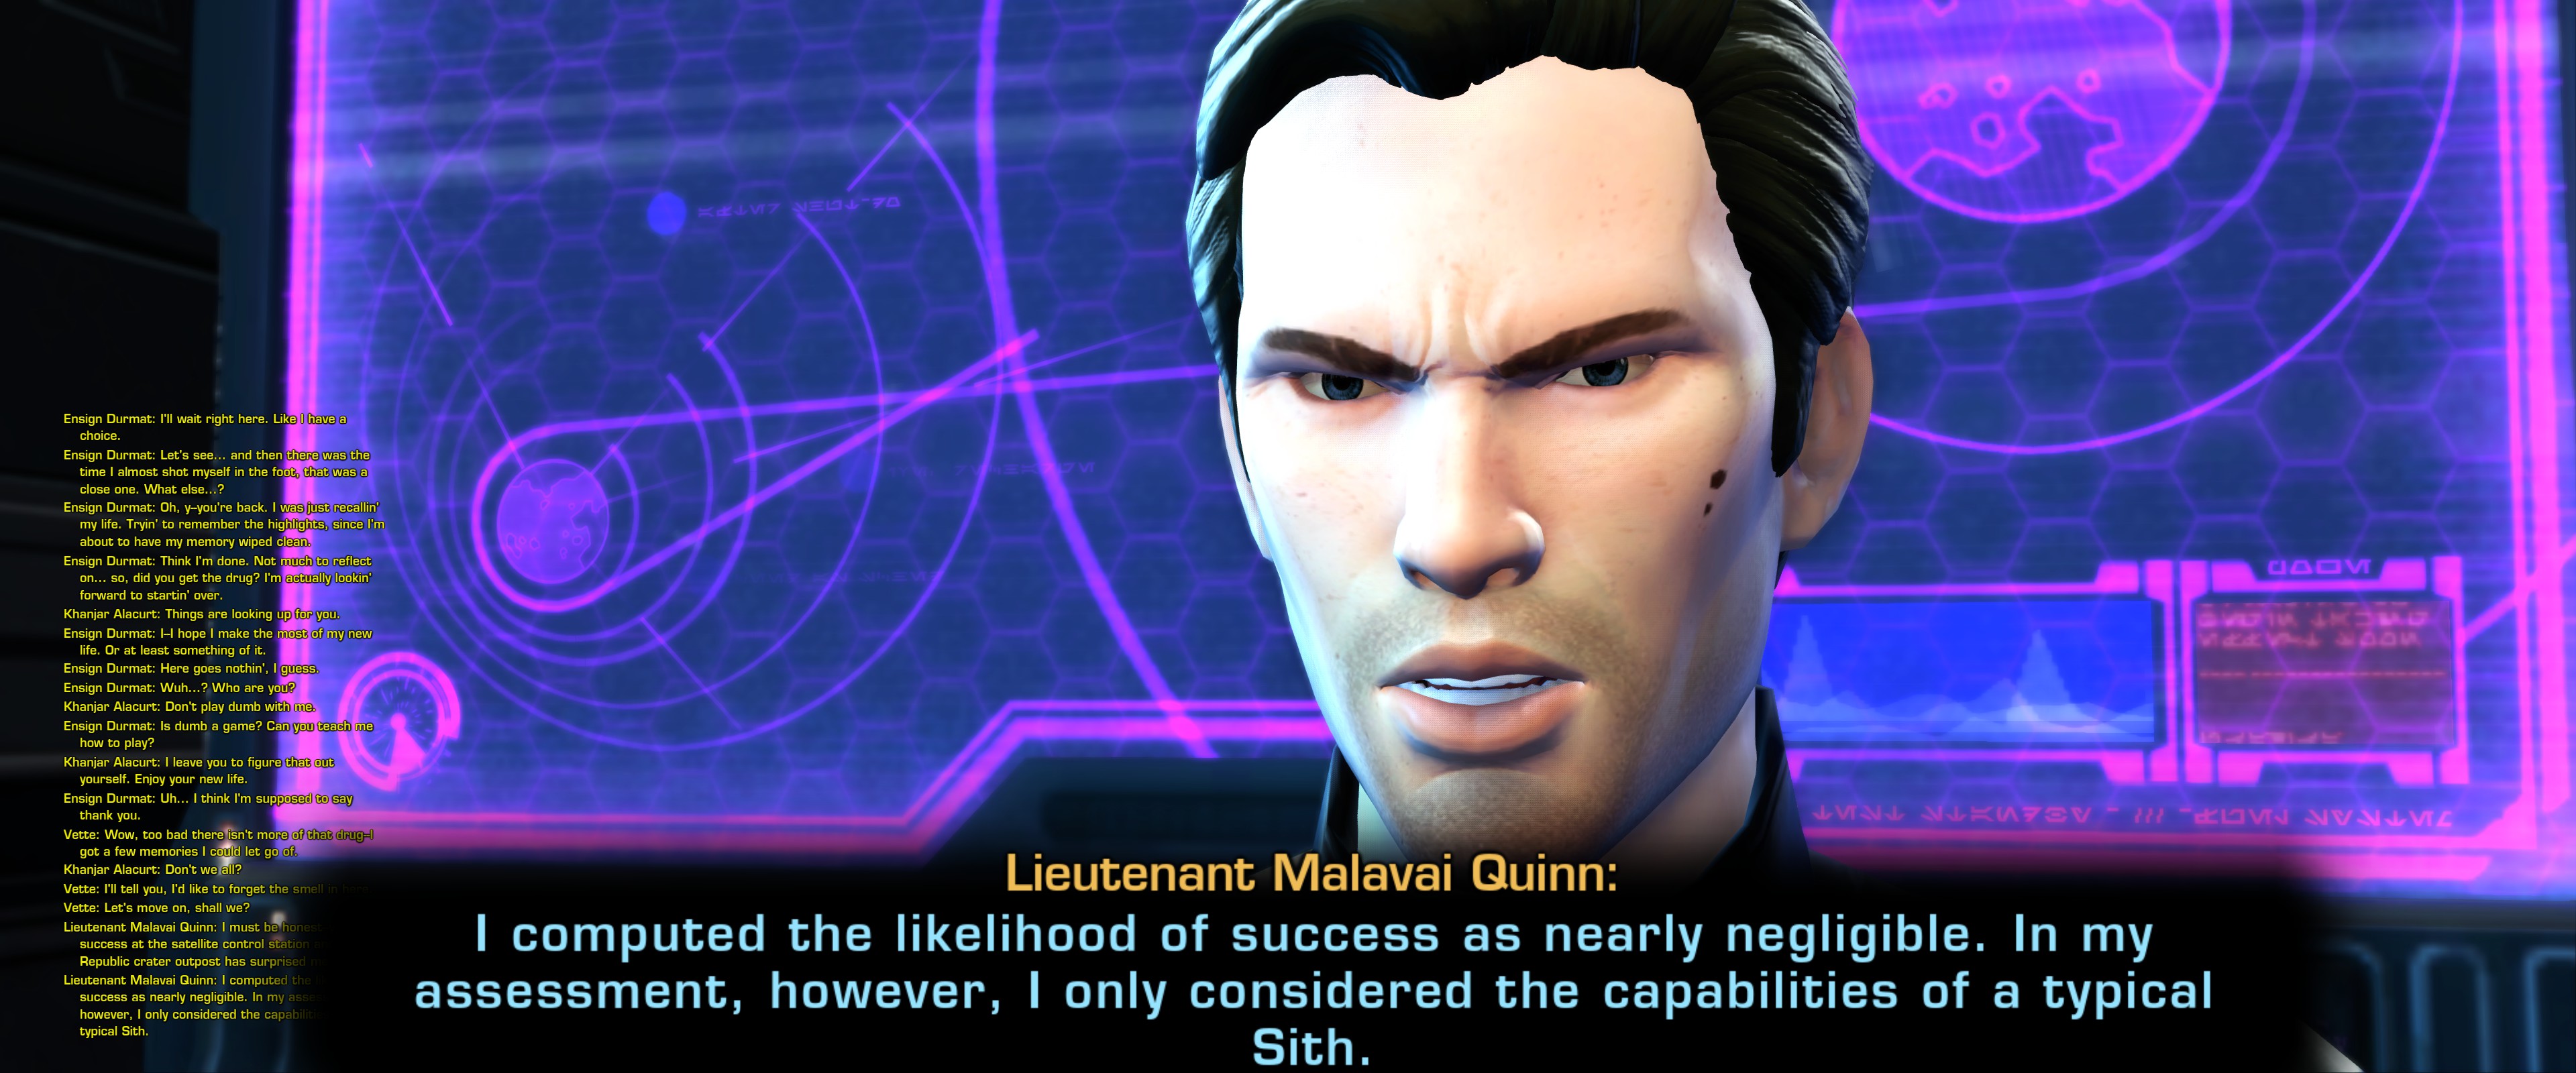 Ensign Durmat: I'll wait right here. Like I have a
choice.
Ensign Durmat: Let's see... and then there was the
time I almost shot myself in the foot, that was a
close one. What else...?
Ensign Durmat: Oh, y-you're back. I was just recallin'
my life. Tryin' to remember the highlights, since I'm
about to have my memory wiped clean.
Ensign Durmat: Think I'm done. Not much to reflect
on... so, did you get the drug? I'm actually lookin'
forward to startin' over.
Khanjar Alacurt: Things are looking up for you.
Ensign Durmat: I-I hope I make the most of my new
life. Or at least something of it.
Ensign Durmat: Here goes nothin', I guess.
Ensign Durmat: Wuh...? Who are you?
Khanjar Alacurt: Don't play dumb with me.
Ensign Durmat: Is dumb a game? Can you teach me
how to play?
Khanjar Alacurt: I leave you to figure that out
yourself. Enjoy your new life.
Ensign Durmat: Uh... I think I'm supposed to say
thank you.
Vette: Wow, too bad there isn't more of that drug-I
got a few memories I could let go of.
Khanjar Alacurt: Don't we all?
Vette: I'll tell you, I'd like to forget the smell in
Vette: Let's move on, shall we?
Lieutenant Malavai Quinn: I must be honest
success at the satellite control station
Republic crater outpost has surprised
Lieutenant Malavai Quinn: I computed the
success as nearly negligible. In my
however, I only considered the
typical Sith.
Lieutenant Malavai Quinn:
I computed the likelihood of success as nearly negligible. In my
assessment, however, I only considered the capabilities of a typical
Sith.